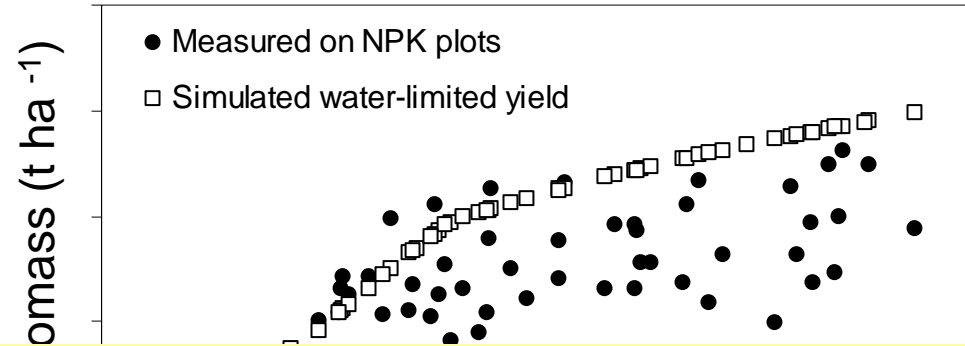 Measured on NPK plots
Simulated water-limited yield
omass (t ha -1)